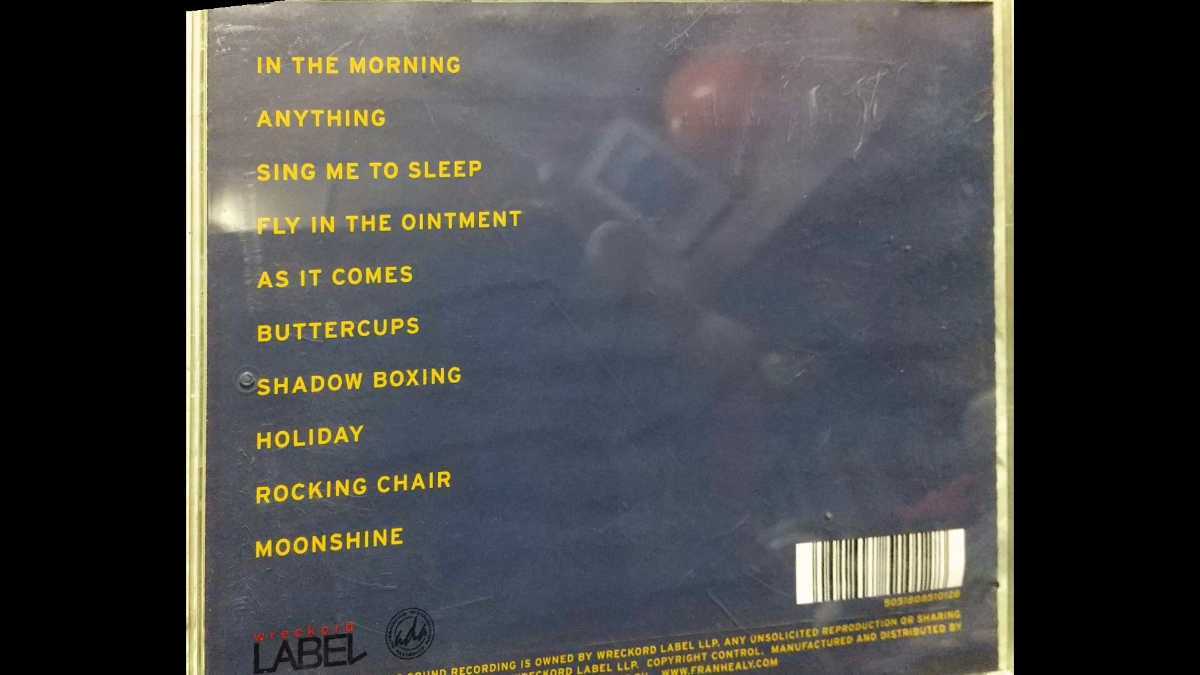 IN THE MORNING
ANYTHING
SING ME TO SLEEP
FLY IN THE OINTMENT
AS IT COMES
BUTTERCUPS
SHADOW BOXING
HOLIDAY
ROCKING CHAIR
MOONSHINE
5051808510128
wreckord
LABEL
ada
SOUND RECORDING IS OWNED BY WRECKORD LABEL LLP. ANY UNSOLICITED REPRODUCTION OR SHARING
WRECKORD LABEL LLP. COPYRIGHT CONTROL. MANUFACTURED AND DISTRIBUTED BY
WWW.FRANHEALY.COM